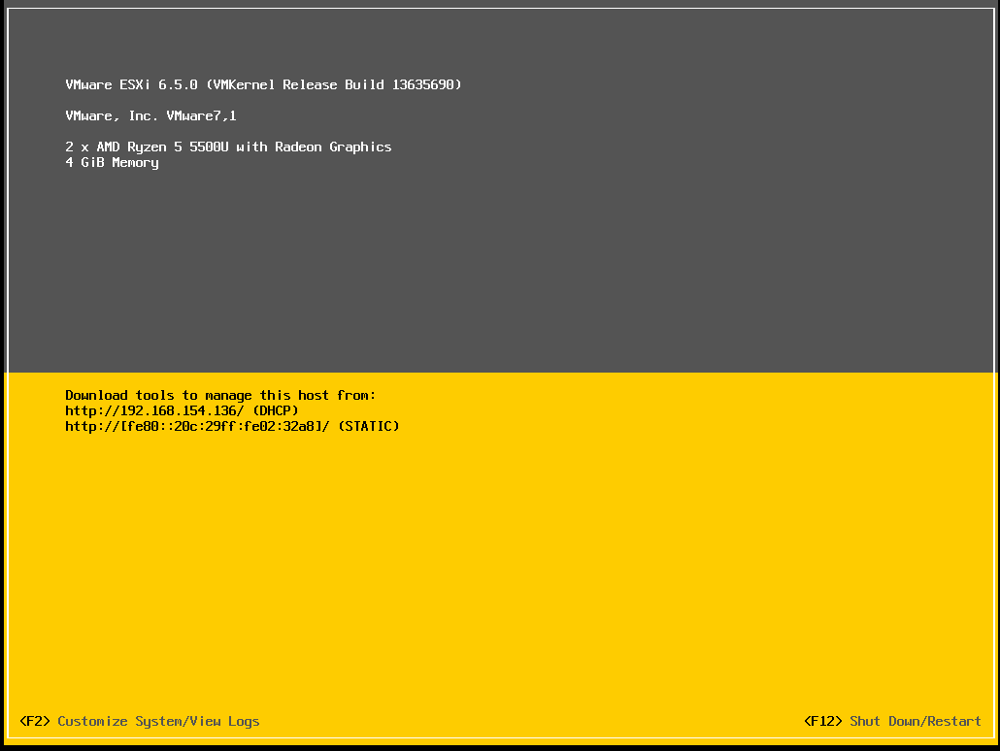 VMware ESXi 6.5.0 (VMKernel Release Build 13635690)
VMware, Inc. VMware7,1
2 x AMD Ryzen 5 5500U with Radeon Graphics
4 GiB Memory
Download tools to manage this host from:
http://192.168.154.136/ (DHCP)
http://[fe80::20c:29ff:fe02:32a8]/ (STATIC)
<F2> Customize System/View Logs
<F12> Shut Down/Restart